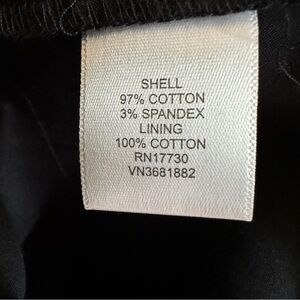 SHELL
97% COTTON
3% SPANDEX
LINING
100% COTTON
RN17730
VN3681882